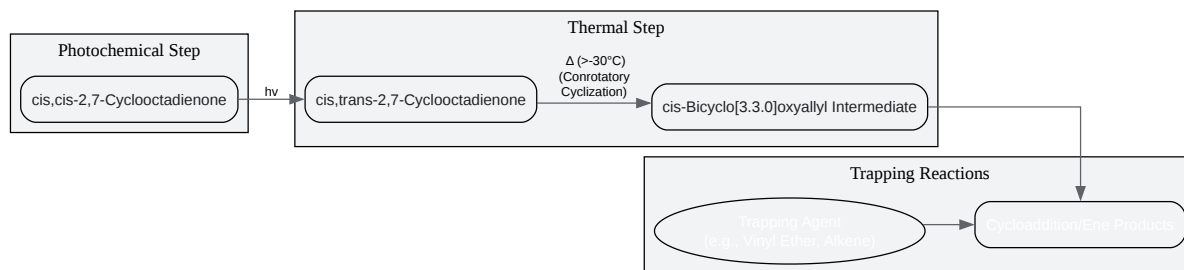 Photochemical Step
cis,cis-2,7-Cyclooctadienone
hv
Thermal Step
cis,trans-2,7-Cyclooctadienone
Δ (>-30°C)
(Conrotatory
Cyclization)
cis-Bicyclo[3.3.0]oxyallyl Intermediate
Trapping Reactions
Trapping Agent
(e.g., Vinyl Ether, Alkene)
Cycloaddition/Ene Products